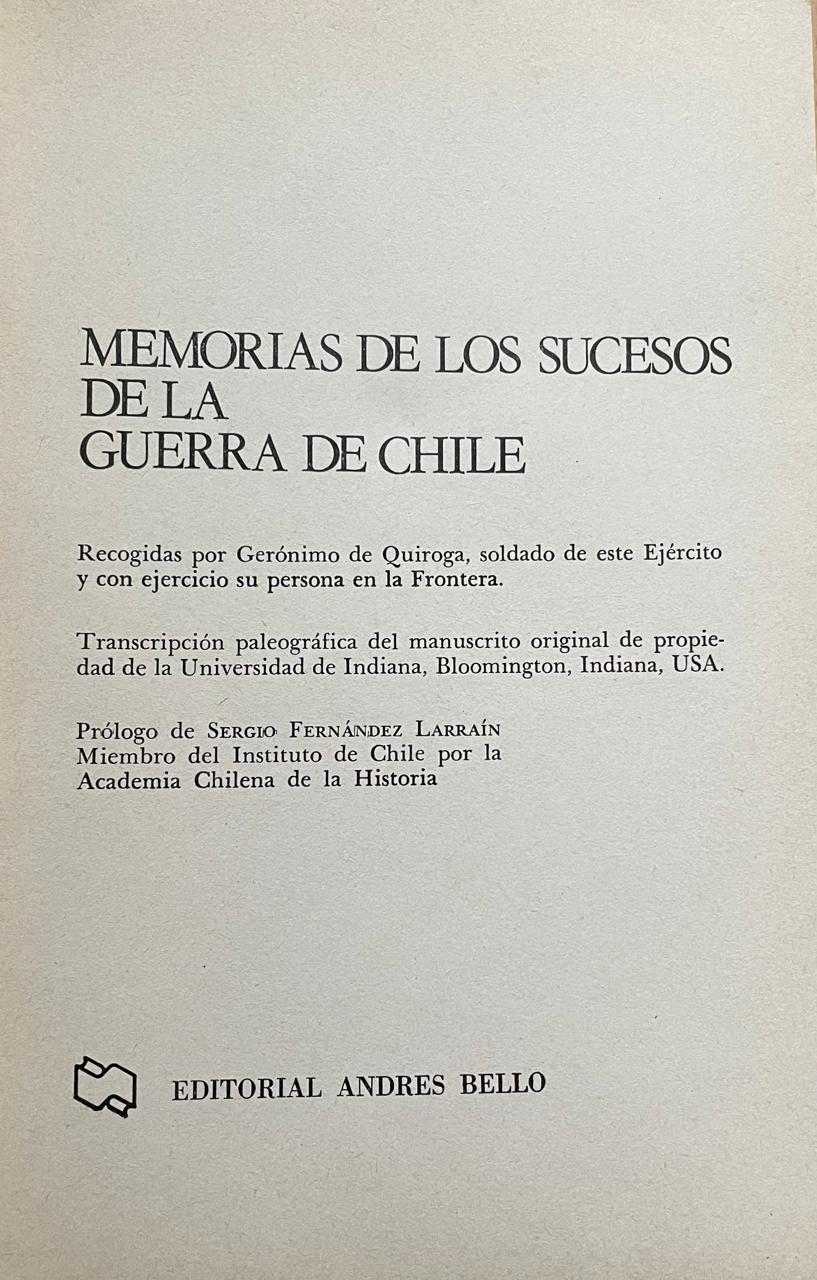 MEMORIAS DE LOS SUCESOS
DE LA
GUERRA DE CHILE
Recogidas por Gerónimo de Quiroga, soldado de este Ejército
y con ejercicio su persona en la Frontera.
Transcripción paleográfica del manuscrito original de propie-
dad de la Universidad de Indiana, Bloomington, Indiana, USA.
Prólogo de SERGIO FERNÁNDEZ LARRAÍN
Miembro del Instituto de Chile por la
Academia Chilena de la Historia
EDITORIAL ANDRES BELLO